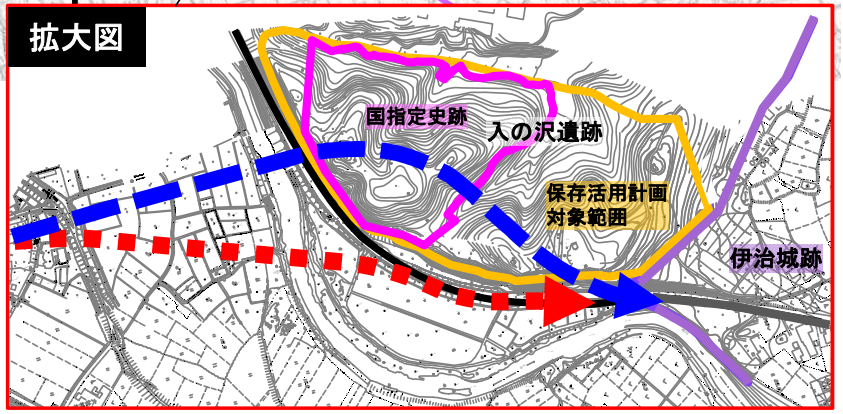 拡大図
国指定史跡
入の沢遺跡
保存活用計画
対象範囲
伊治城跡